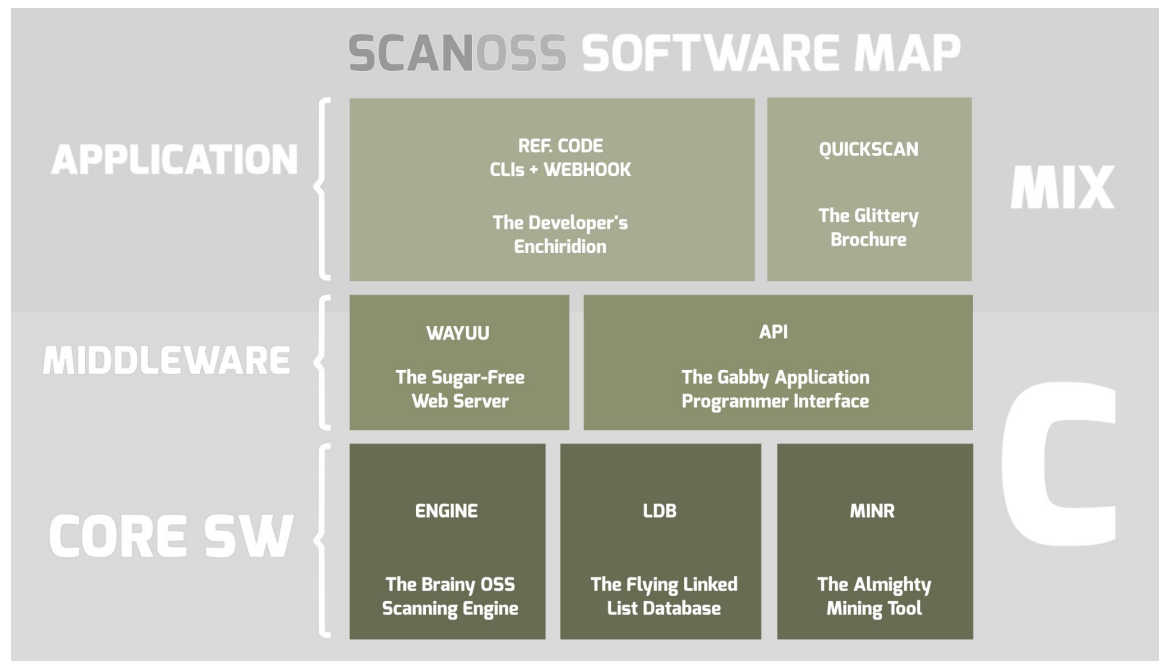 SCANOSS SOFTWARE MAP
APPLICATION
REF. CODE
CLIs + WEBHOOK
The Developer's
Enchiridion
QUICKSCAN
The Glittery
Brochure
MIX
MIDDLEWARE
WAYUU
The Sugar-Free
Web Server
API
The Gabby Application
Programmer Interface
C
CORE SW
ENGINE
The Brainy OSS
Scanning Engine
LDB
The Flying Linked
List Database
MINR
The Almighty
Mining Tool